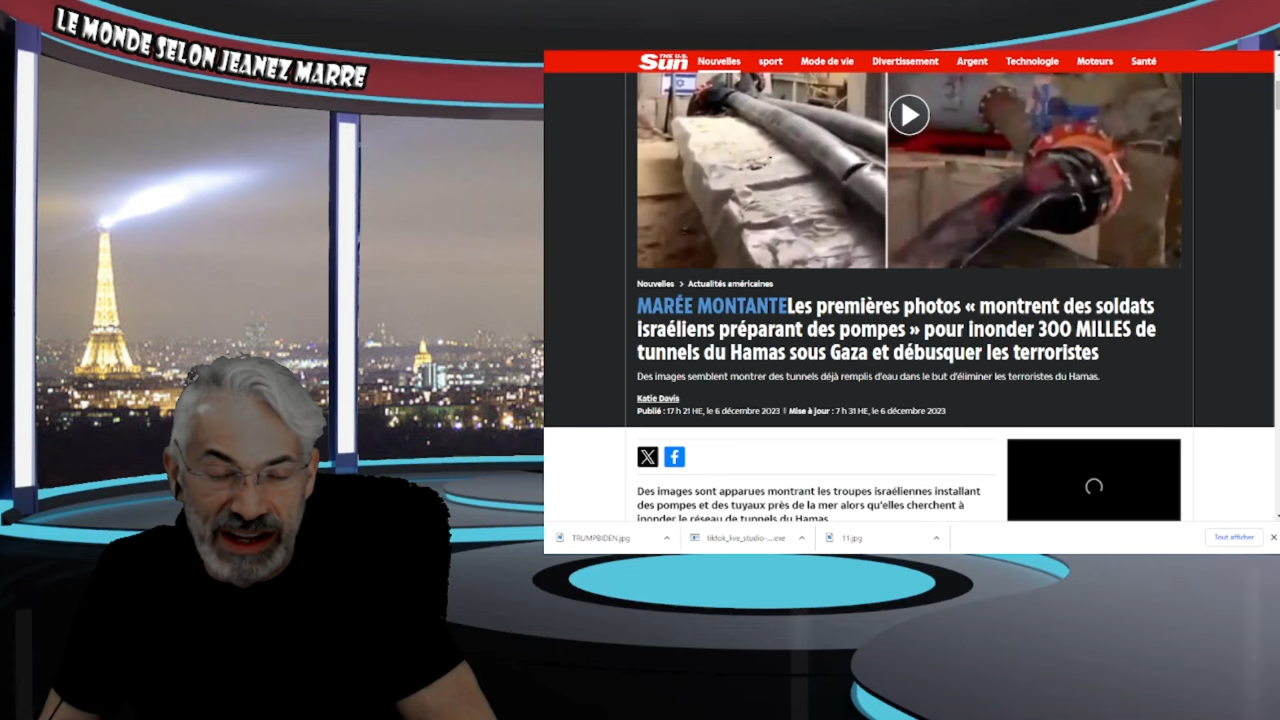 LE MONDE SELON JEANEZ MARRE
THE U.S.
Sun
Nouvelles sport Mode de vie Divertissement Argent Technologie Moteurs Santé
Nouvelles > Actualités américaines
MARÉE MONTANTELes premières photos « montrent des soldats
israéliens préparant des pompes » pour inonder 300 MILLES de
tunnels du Hamas sous Gaza et débusquer les terroristes
Des images semblent montrer des tunnels déjà remplis d'eau dans le but d'éliminer les terroristes du Hamas.
Katie Davis
Publié : 17 h 21 HE, le 6 décembre 2023 | Mise à jour : 7 h 31 HE, le 6 décembre 2023
Des images sont apparues montrant les troupes israéliennes installant
des pompes et des tuyaux près de la mer alors qu'elles cherchent à
inonder le réseau de tunnels du Hamas
TRUMPBIDEN.jpg tiktok_live_studio-....exe 11.jpg Tout afficher